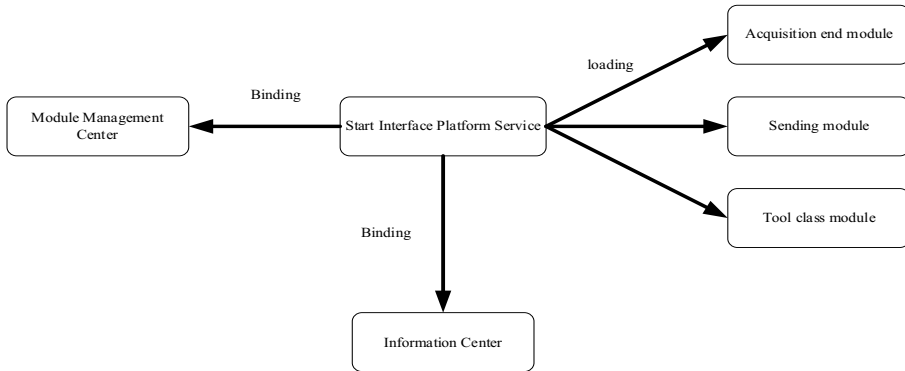 Acquisition end module
loading
Binding
Module Management
Center
Start Interface Platform Service
Sending module
Tool class module
Binding
Information Center